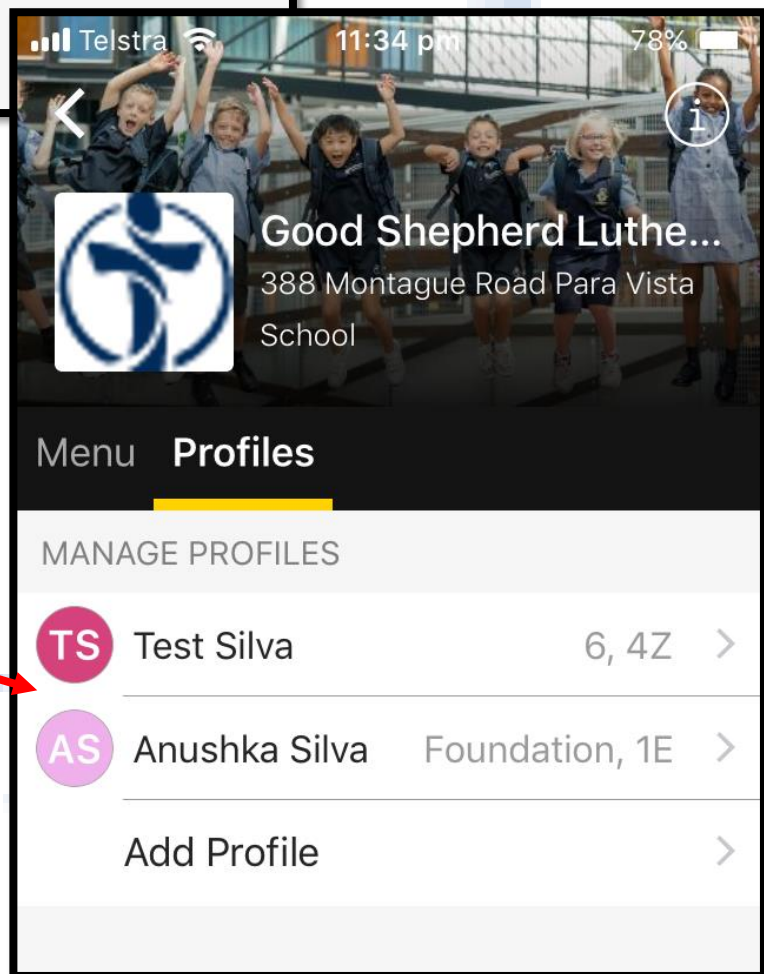 Telstra 11:34 pm 78%
i
Good Shepherd Luthe...
388 Montague Road Para Vista
School
Menu Profiles
MANAGE PROFILES
TS Test Silva 6, 4Z
AS Anushka Silva Foundation, 1E
Add Profile